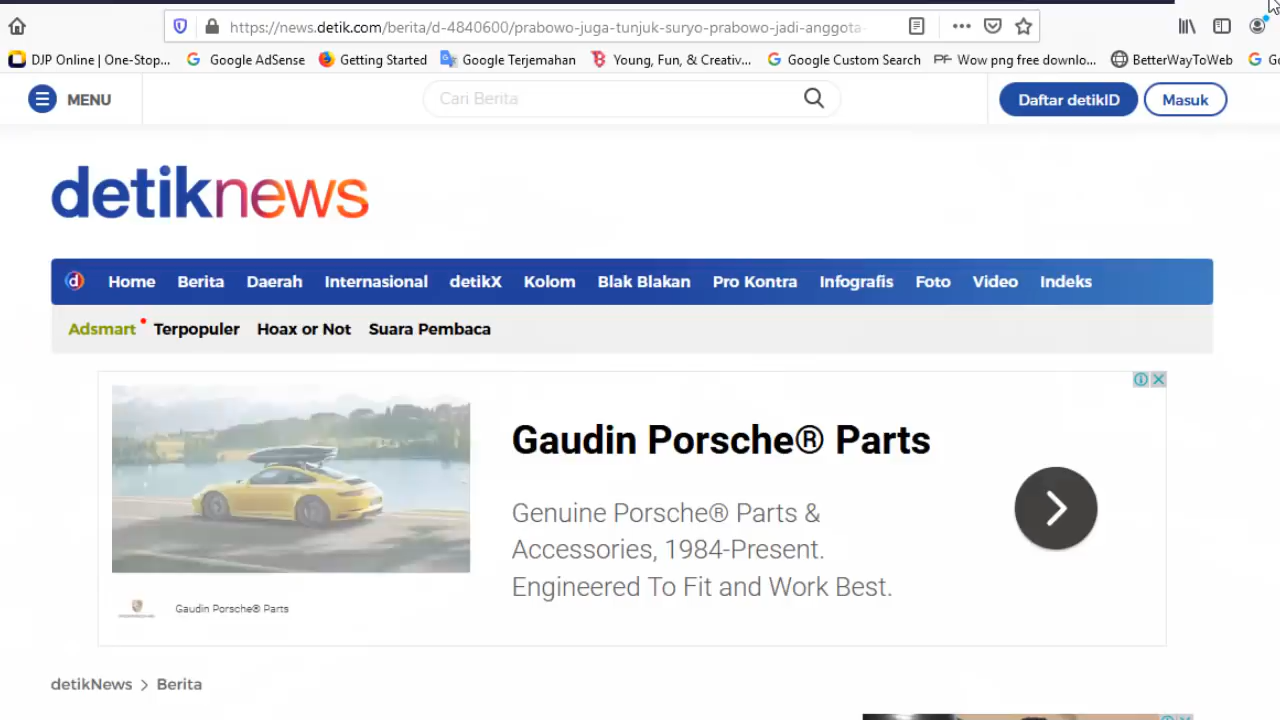 https://news.detik.com/berita/d-4840600/prabowo-juga-tunjuk-suryo-prabowo-jadi-anggota-
DJP Online | One-Stop... Google AdSense Getting Started Google Terjemahan Young, Fun, & Creativ... Google Custom Search PF Wow png free downlo... BetterWayToWeb
MENU Cari Berita Daftar detikID Masuk
detiknews
d Home Berita Daerah Internasional detikX Kolom Blak Blakan Pro Kontra Infografis Foto Video Indeks
Adsmart Terpopuler Hoax or Not Suara Pembaca
Gaudin Porsche® Parts
Genuine Porsche® Parts &
Accessories, 1984-Present.
Engineered To Fit and Work Best.
Gaudin Porsche® Parts
detikNews > Berita